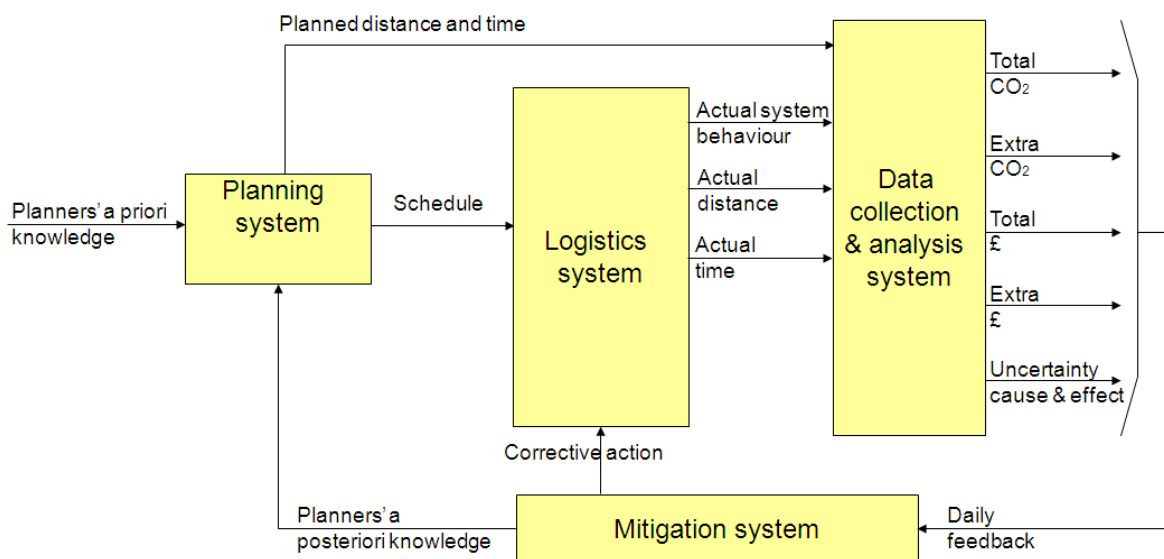 Planned distance and time
Total
CO₂
Actual system
behaviour
Extra
CO₂
Planning
system
Planners' a priori
knowledge
Schedule
Actual
distance
Data
collection
& analysis
system
Logistics
system
Total
£
Actual
time
Extra
£
Uncertainty
cause & effect
Corrective action
Planners' a
posteriori knowledge
Mitigation system
Daily
feedback